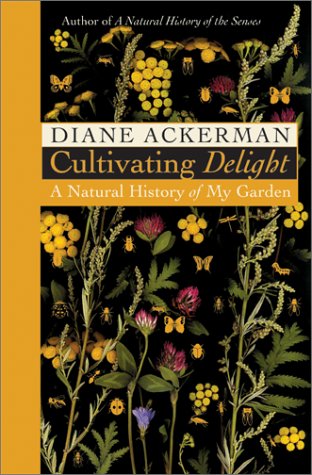 Author of A Natural History of the Senses
DIANE ACKERMAN
Cultivating Delight
A Natural History of My Garden